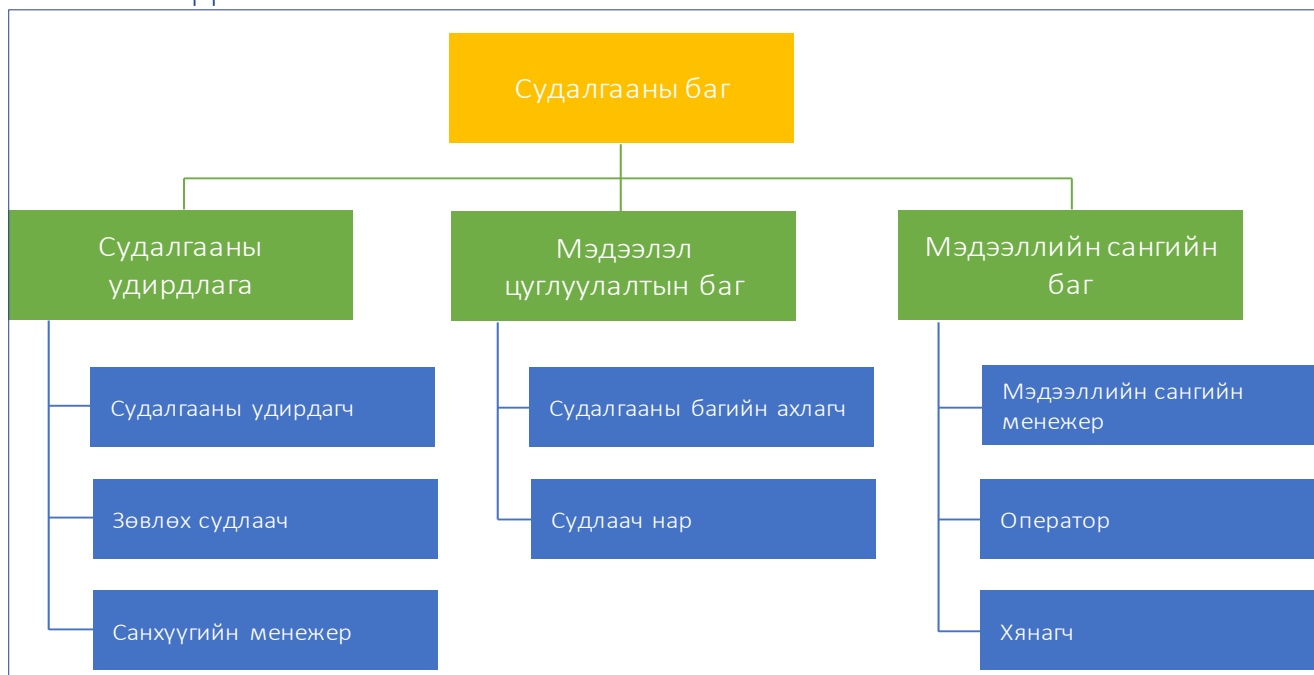 Судалгааны баг
Судалгааны
удирдлага
Мэдээлэл
цуглуулалтын баг
Мэдээллийн сангийн
баг
Судалгааны удирдагч
Судалгааны багийн ахлагч
Мэдээллийн сангийн
менежер
Зөвлөх судлаач
Судлаач нар
Оператор
Санхүүгийн менежер
Хянагч